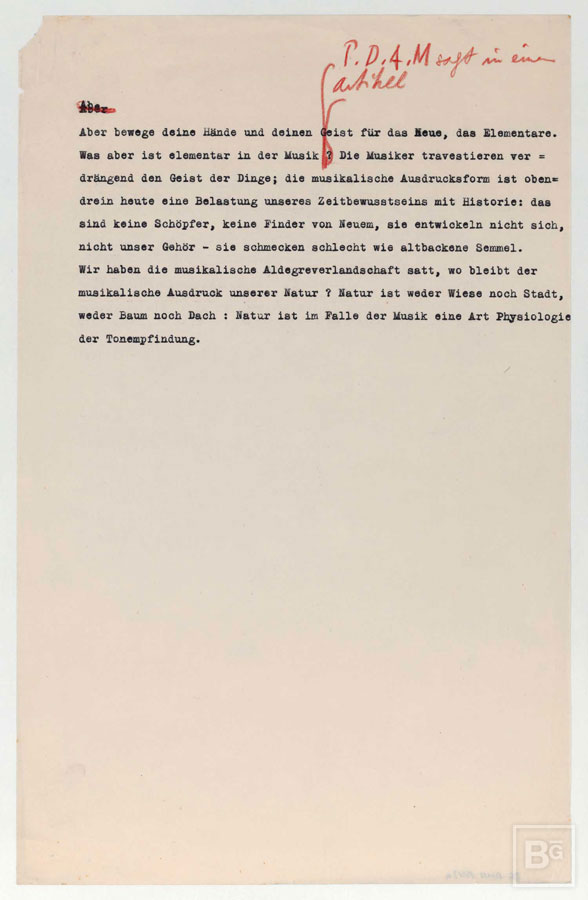 P. D. 4. M sagt in einem
artikel
Aber
Aber bewege deine Hände und deinen Geist für das Neue, das Elementare.
Was aber ist elementar in der Musik ? Die Musiker travestieren ver =
drängend den Geist der Dinge; die musikalische Ausdrucksform ist oben=
drein heute eine Belastung unseres Zeitbewusstseins mit Historie: das
sind keine Schöpfer, keine Finder von Neuem, sie entwickeln nicht sich,
nicht unser Gehör - sie schmecken schlecht wie altbackene Semmel.
Wir haben die musikalische Aldegreverlandschaft satt, wo bleibt der
musikalische Ausdruck unserer Natur ? Natur ist weder Wiese noch Stadt,
weder Baum noch Dach : Natur ist im Falle der Musik eine Art Physiologie
der Tonempfindung.
BG